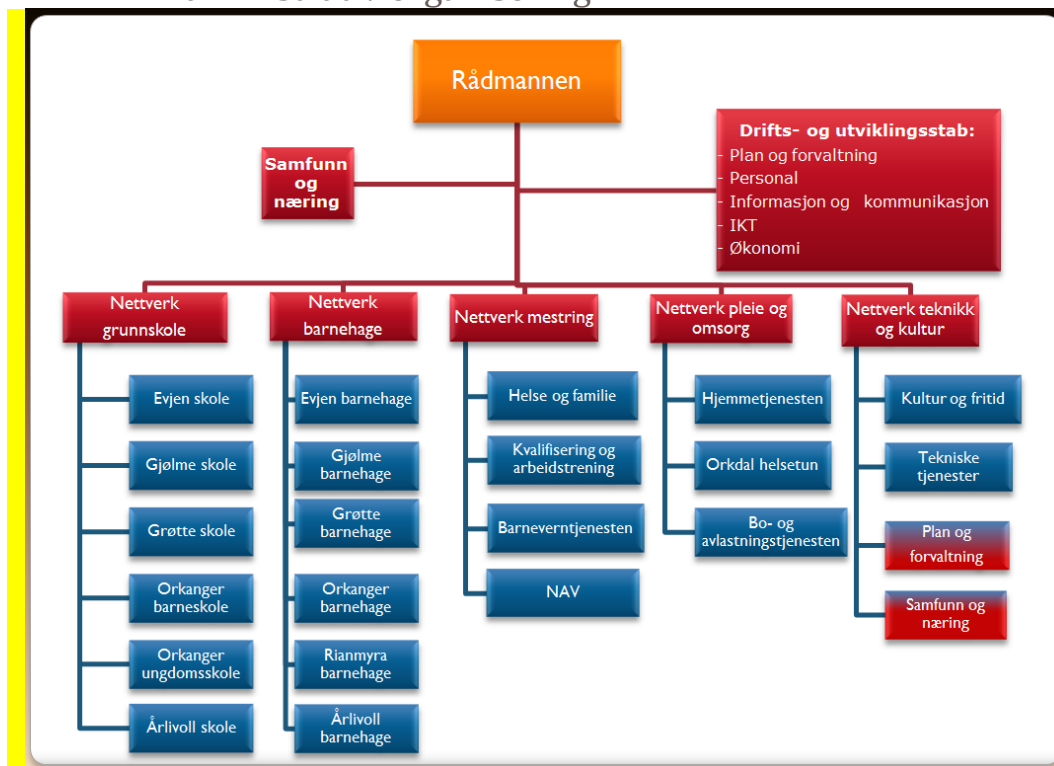 Rådmannen
Samfunn
og
næring
Drifts- og utviklingsstab:
- Plan og forvaltning
- Personal
- Informasjon og kommunikasjon
- IKT
- Økonomi
Nettverk
grunnskole
Nettverk
barnehage
Nettverk mestring
Nettverk pleie og
omsorg
Nettverk teknikk
og kultur
Evjen skole
Gjølme skole
Grøtte skole
Orkanger
barneskole
Orkanger
ungdomsskole
Årlivoll skole
Evjen barnehage
Gjølme
barnehage
Grøtte
barnehage
Orkanger
barnehage
Rianmyra
barnehage
Årlivoll
barnehage
Helse og familie
Kvalifisering og
arbeidstrening
Barneverntjenesten
NAV
Hjemmetjenesten
Orkdal helsetun
Bo- og
avlastningstjenesten
Kultur og fritid
Tekniske
tjenester
Plan og
forvaltning
Samfunn og
næring